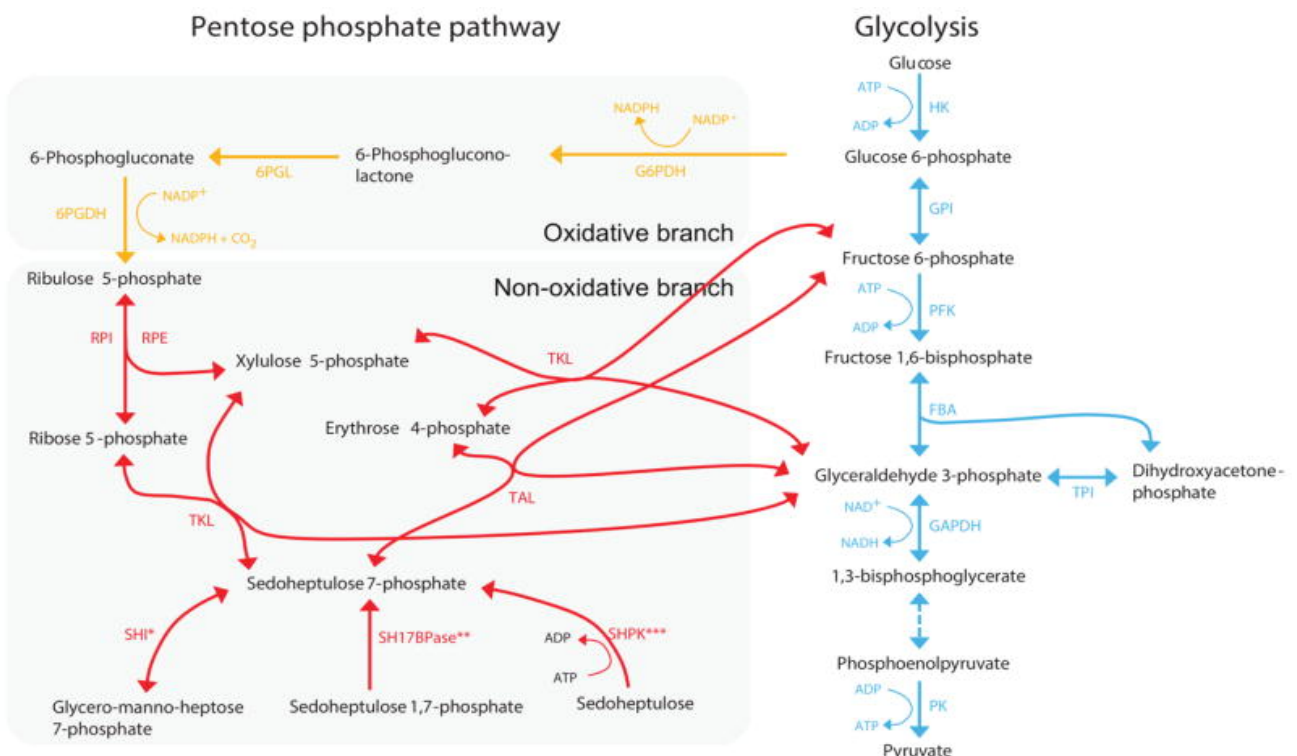 Pentose phosphate pathway
Glycolysis
Glucose
ATP
HK
ADP
NADPH
NADP⁺
6-Phosphogluconate
6PGL
6-Phosphoglucono-
lactone
G6PDH
Glucose 6-phosphate
6PGDH
NADP⁺
NADPH + CO₂
GPI
Oxidative branch
Fructose 6-phosphate
Ribulose 5-phosphate
Non-oxidative branch
ATP
PFK
ADP
RPI
RPE
Xylulose 5-phosphate
TKL
Fructose 1,6-bisphosphate
FBA
Erythrose 4-phosphate
Ribose 5-phosphate
Glyceraldehyde 3-phosphate
TPI
Dihydroxyacetone-
phosphate
TAL
TKL
NAD⁺
GAPDH
NADH
Sedoheptulose 7-phosphate
1,3-bisphosphoglycerate
SHI*
SH17BPase**
ADP
SHPK***
ATP
Phosphoenolpyruvate
Glycero-manno-heptose
7-phosphate
Sedoheptulose 1,7-phosphate
Sedoheptulose
ADP
PK
ATP
Pyruvate